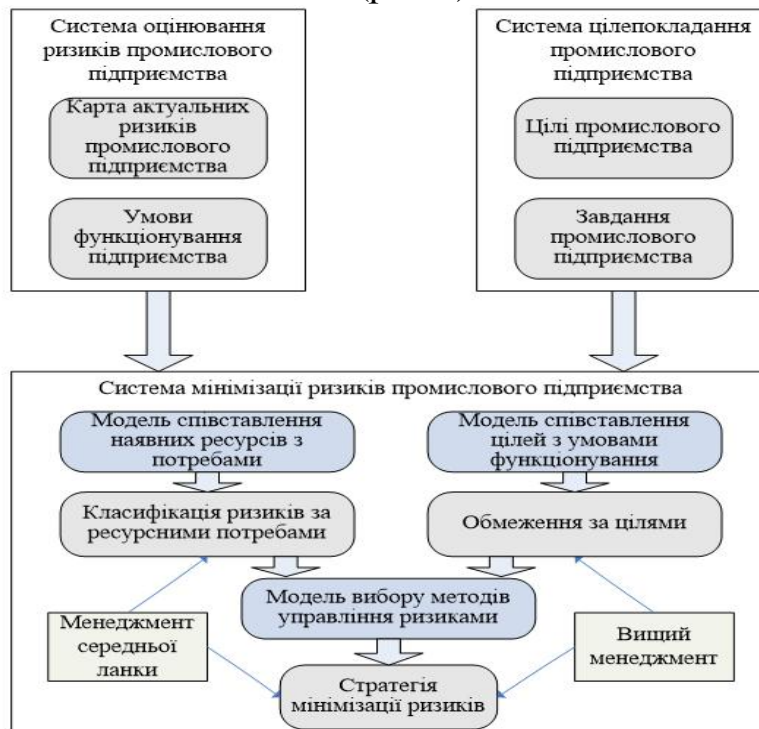 Система оцінювання
ризиків промислового
підприємства
Карта актуальних
ризиків
промислового
підприємства
Умови
функціонування
підприємства
Система цілепокладання
промислового
підприємства
Цілі промислового
підприємства
Завдання
промислового
підприємства
Система мінімізації ризиків промислового підприємства
Модель співставлення
наявних ресурсів з
потребами
Модель співставлення
цілей з умовами
функціонування
Класифікація ризиків за
ресурсними потребами
Обмеження за цілями
Модель вибору методів
управління ризиками
Менеджмент
середньої
ланки
Вищий
менеджмент
Стратегія
мінімізації ризиків